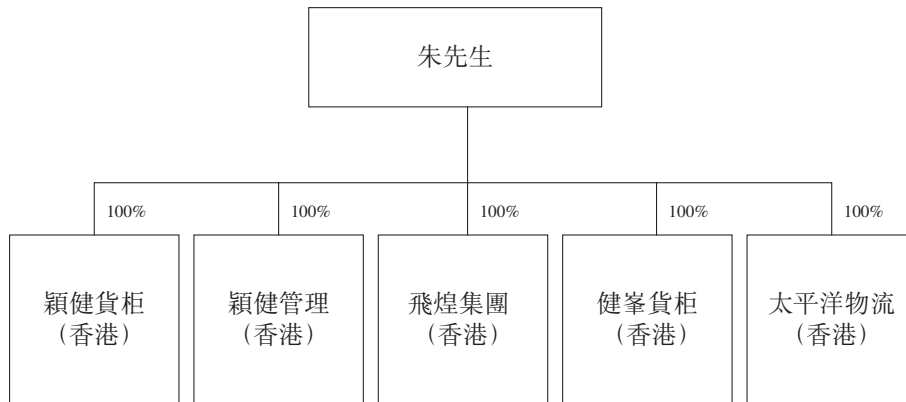 朱先生
100% 100% 100% 100% 100%
穎健貨柜 穎健管理 飛煌集團 健峯貨柜 太平洋物流
(香港) (香港) (香港) (香港) (香港)